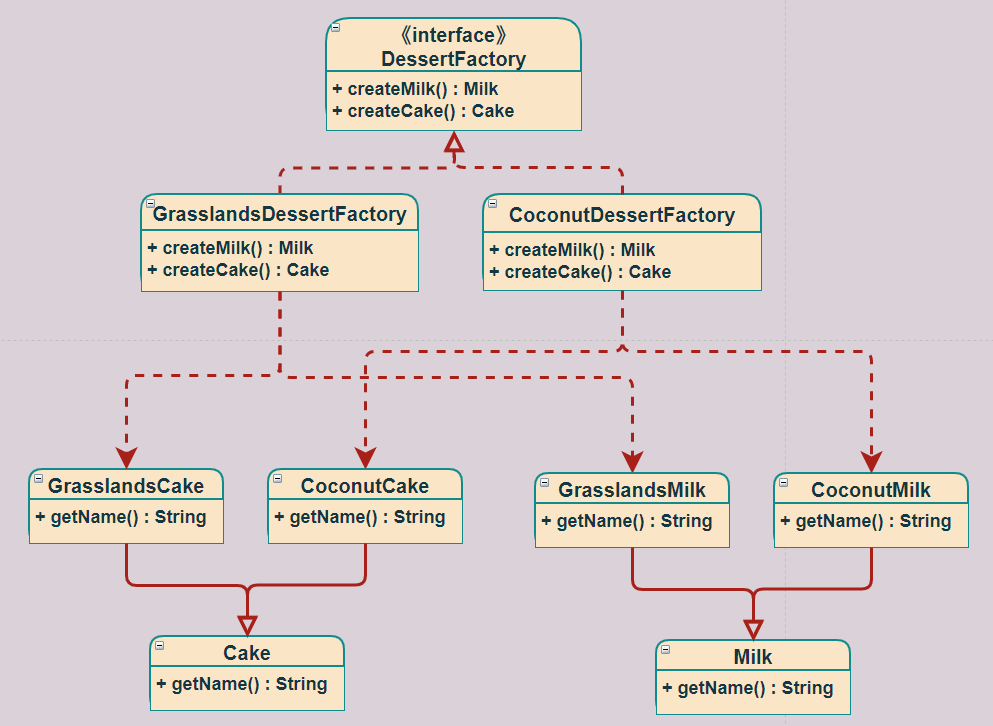 《interface》
DessertFactory
+ createMilk() : Milk
+ createCake() : Cake
GrasslandsDessertFactory
+ createMilk() : Milk
+ createCake() : Cake
CoconutDessertFactory
+ createMilk() : Milk
+ createCake() : Cake
GrasslandsCake
+ getName() : String
CoconutCake
+ getName() : String
GrasslandsMilk
+ getName() : String
CoconutMilk
+ getName() : String
Cake
+ getName() : String
Milk
+ getName() : String